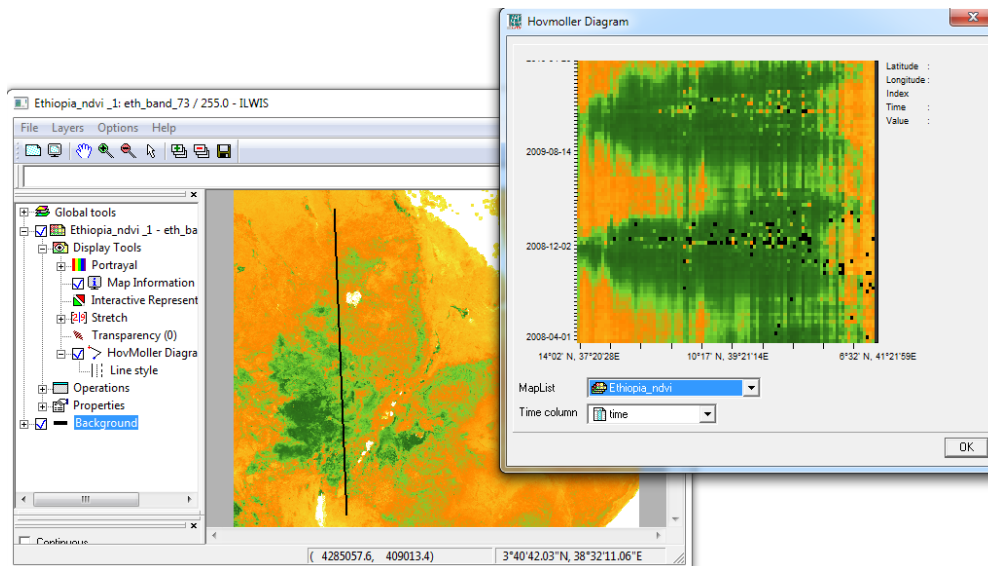 Hovmoller Diagram
Latitude :
Longitude :
Index
Time :
Value :
2009-08-14
2008-12-02
2008-04-01
14°02' N, 37°20'28E
10°17' N, 39°21'14E
6°32' N, 41°21'59E
MapList
Ethiopia_ndvi
Time column
time
OK
Ethiopia_ndvi _1: eth_band_73 / 255.0 - ILWIS
File Layers Options Help
Global tools
Ethiopia_ndvi _1 - eth_ba
Display Tools
Portrayal
Map Information
Interactive Represent
Stretch
Transparency (0)
HovMoller Diagra
Line style
Operations
Properties
Background
Continuous
( 4285057.6, 409013.4)
3°40'42.03"N, 38°32'11.06"E